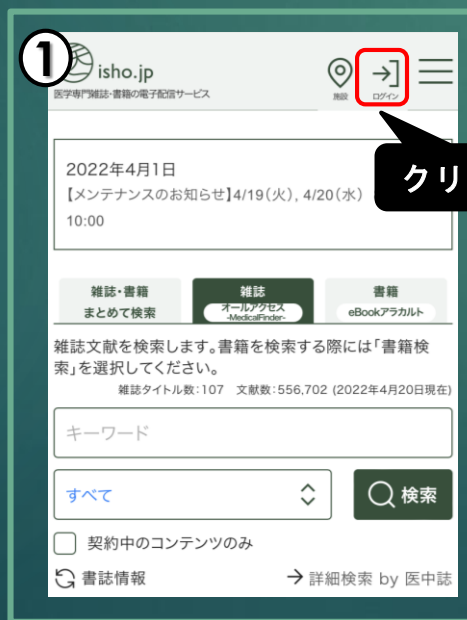 ①
isho.jp
医学専門雑誌・書籍の電子配信サービス
施設
ログイン
クリ
2022年4月1日
【メンテナンスのお知らせ】4/19(火), 4/20(水)
10:00
雑誌・書籍
まとめて検索
雑誌
オールアクセス
-MedicalFinder-
書籍
eBookアラカルト
雑誌文献を検索します。書籍を検索する際には「書籍検
索」を選択してください。
雑誌タイトル数:107 文献数:556,702 (2022年4月20日現在)
キーワード
すべて
検索
契約中のコンテンツのみ
書誌情報
詳細検索 by 医中誌